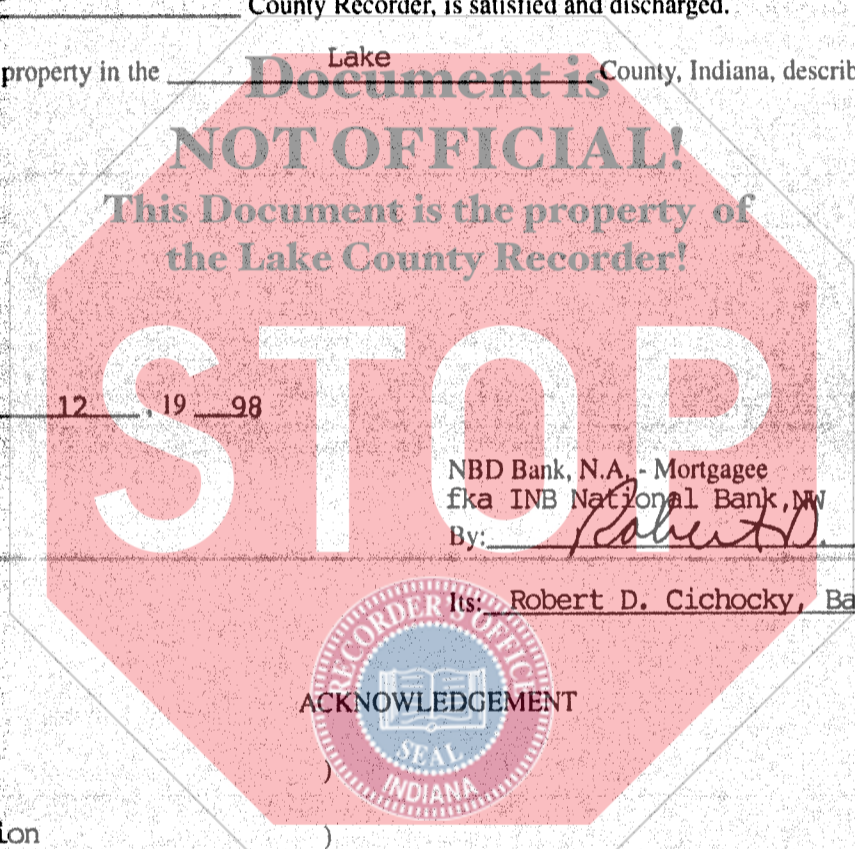 County Recorder, is satisfied and discharged.
property in the Lake County, Indiana, describ
Document is
NOT OFFICIAL!
This Document is the property of
the Lake County Recorder!
STOP
12 , 19 98
NBD Bank, N.A. - Mortgagee
fka INB National Bank,NW
By: Robert D.
Its: Robert D. Cichocky, Ba
RECORDER'S OFFICE
ACKNOWLEDGEMENT
SEAL
INDIANA
)
ion )